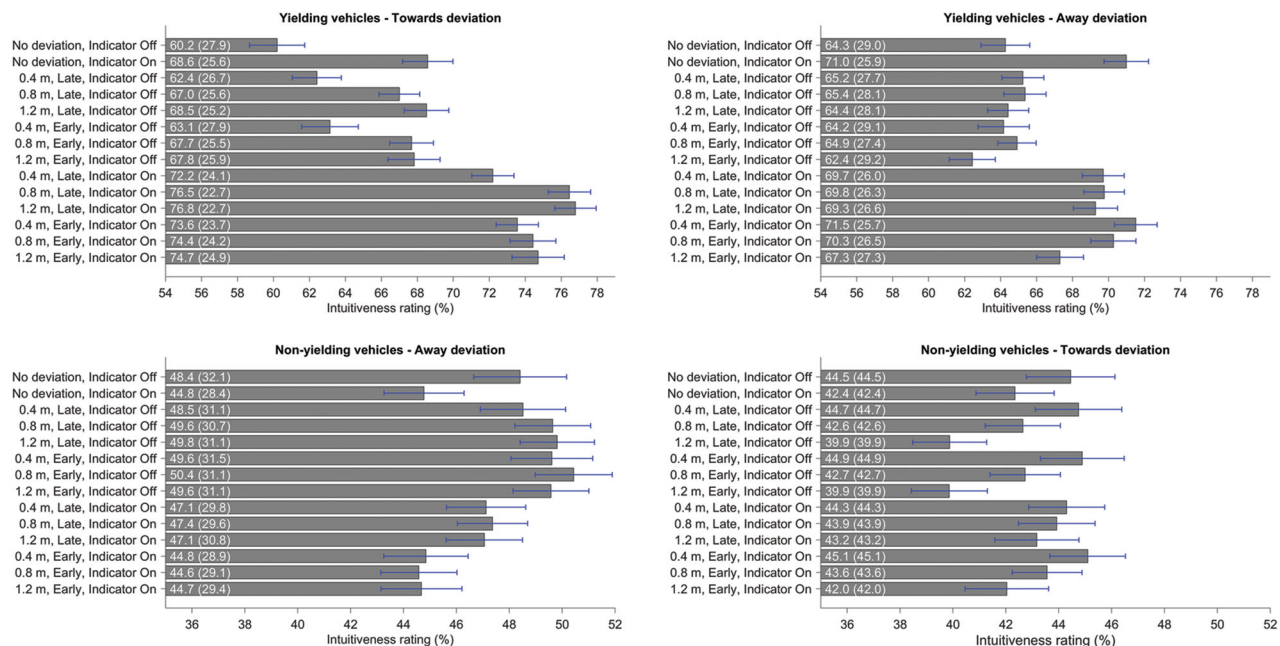 Yielding vehicles - Towards deviation
No deviation, Indicator Off 60.2 (27.9)
No deviation, Indicator On 68.6 (25.6)
0.4 m, Late, Indicator Off 62.4 (26.7)
0.8 m, Late, Indicator Off 67.0 (25.6)
1.2 m, Late, Indicator Off 68.5 (25.2)
0.4 m, Early, Indicator Off 63.1 (27.9)
0.8 m, Early, Indicator Off 67.7 (25.5)
1.2 m, Early, Indicator Off 67.8 (25.9)
0.4 m, Late, Indicator On 72.2 (24.1)
0.8 m, Late, Indicator On 76.5 (22.7)
1.2 m, Late, Indicator On 76.8 (22.7)
0.4 m, Early, Indicator On 73.6 (23.7)
0.8 m, Early, Indicator On 74.4 (24.2)
1.2 m, Early, Indicator On 74.7 (24.9)
54 56 58 60 62 64 66 68 70 72 74 76 78
Intuitiveness rating (%)
Yielding vehicles - Away deviation
No deviation, Indicator Off 64.3 (29.0)
No deviation, Indicator On 71.0 (25.9)
0.4 m, Late, Indicator Off 65.2 (27.7)
0.8 m, Late, Indicator Off 65.4 (28.1)
1.2 m, Late, Indicator Off 64.4 (28.1)
0.4 m, Early, Indicator Off 64.2 (29.1)
0.8 m, Early, Indicator Off 64.9 (27.4)
1.2 m, Early, Indicator Off 62.4 (29.2)
0.4 m, Late, Indicator On 69.7 (26.0)
0.8 m, Late, Indicator On 69.8 (26.3)
1.2 m, Late, Indicator On 69.3 (26.6)
0.4 m, Early, Indicator On 71.5 (25.7)
0.8 m, Early, Indicator On 70.3 (26.5)
1.2 m, Early, Indicator On 67.3 (27.3)
54 56 58 60 62 64 66 68 70 72 74 76 78
Intuitiveness rating (%)
Non-yielding vehicles - Away deviation
No deviation, Indicator Off 48.4 (32.1)
No deviation, Indicator On 44.8 (28.4)
0.4 m, Late, Indicator Off 48.5 (31.1)
0.8 m, Late, Indicator Off 49.6 (30.7)
1.2 m, Late, Indicator Off 49.8 (31.1)
0.4 m, Early, Indicator Off 49.6 (31.5)
0.8 m, Early, Indicator Off 50.4 (31.1)
1.2 m, Early, Indicator Off 49.6 (31.1)
0.4 m, Late, Indicator On 47.1 (29.8)
0.8 m, Late, Indicator On 47.4 (29.6)
1.2 m, Late, Indicator On 47.1 (30.8)
0.4 m, Early, Indicator On 44.8 (28.9)
0.8 m, Early, Indicator On 44.6 (29.1)
1.2 m, Early, Indicator On 44.7 (29.4)
36 38 40 42 44 46 48 50 52
Intuitiveness rating (%)
Non-yielding vehicles - Towards deviation
No deviation, Indicator Off 44.5 (44.5)
No deviation, Indicator On 42.4 (42.4)
0.4 m, Late, Indicator Off 44.7 (44.7)
0.8 m, Late, Indicator Off 42.6 (42.6)
1.2 m, Late, Indicator Off 39.9 (39.9)
0.4 m, Early, Indicator Off 44.9 (44.9)
0.8 m, Early, Indicator Off 42.7 (42.7)
1.2 m, Early, Indicator Off 39.9 (39.9)
0.4 m, Late, Indicator On 44.3 (44.3)
0.8 m, Late, Indicator On 43.9 (43.9)
1.2 m, Late, Indicator On 43.2 (43.2)
0.4 m, Early, Indicator On 45.1 (45.1)
0.8 m, Early, Indicator On 43.6 (43.6)
1.2 m, Early, Indicator On 42.0 (42.0)
36 38 40 42 44 46 48 50 52
Intuitiveness rating (%)